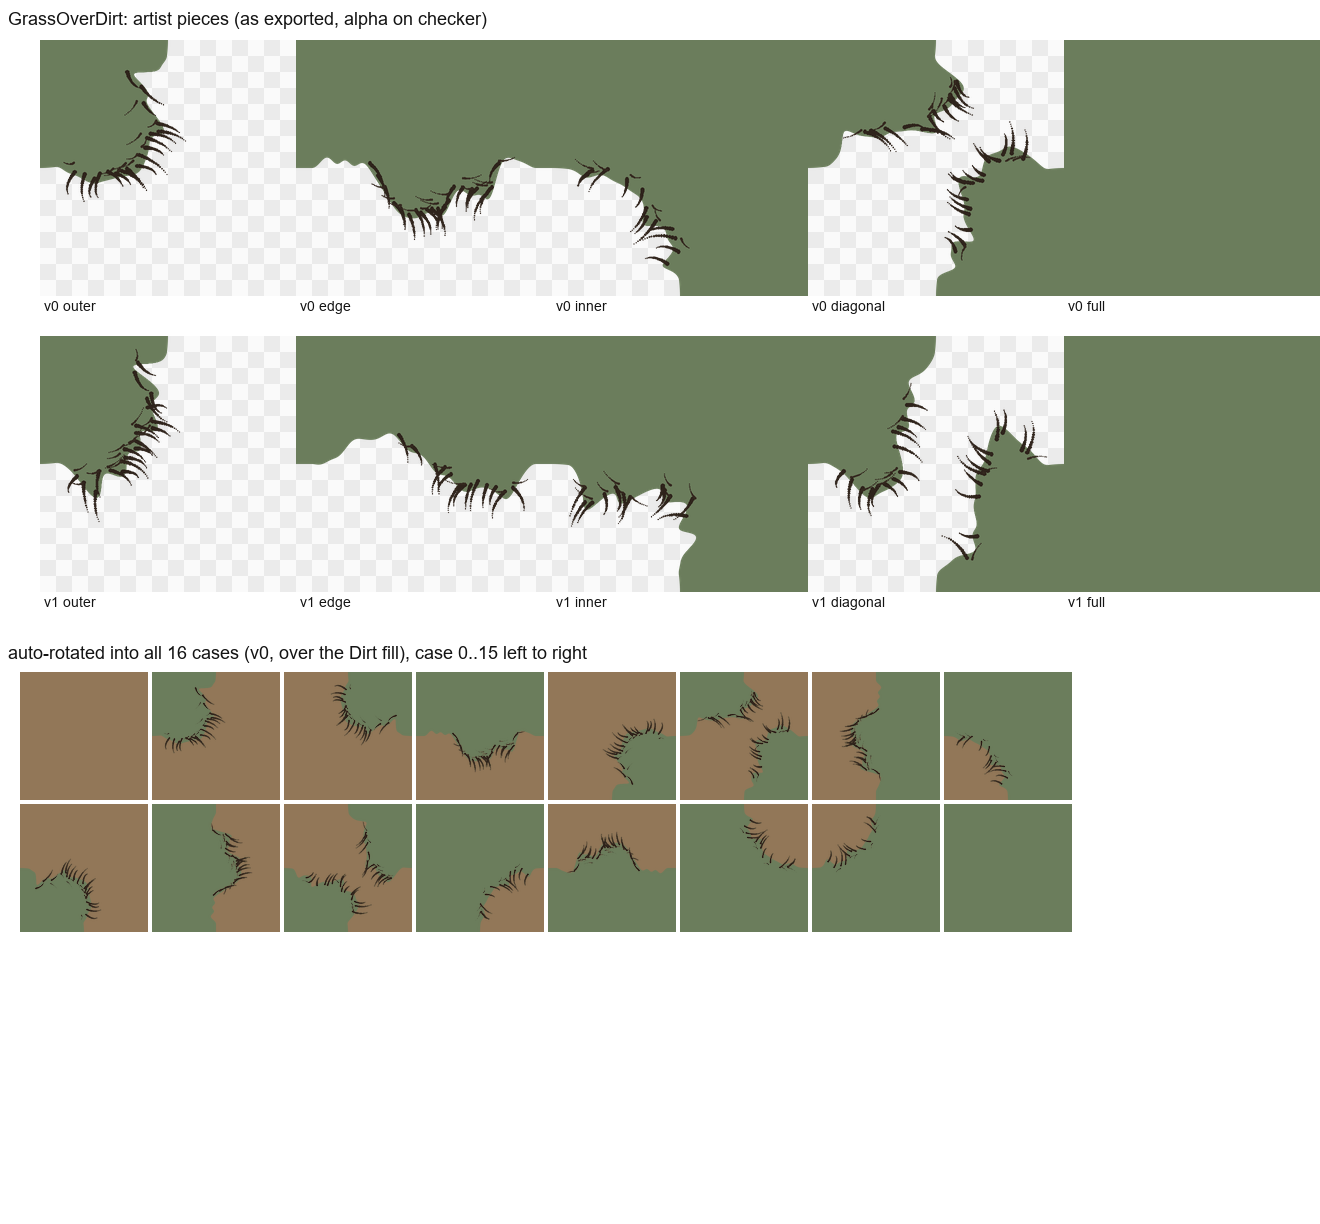 GrassOverDirt: artist pieces (as exported, alpha on checker)
v0 outer
v0 edge
v0 inner
v0 diagonal
v0 full
v1 outer
v1 edge
v1 inner
v1 diagonal
v1 full
auto-rotated into all 16 cases (v0, over the Dirt fill), case 0..15 left to right